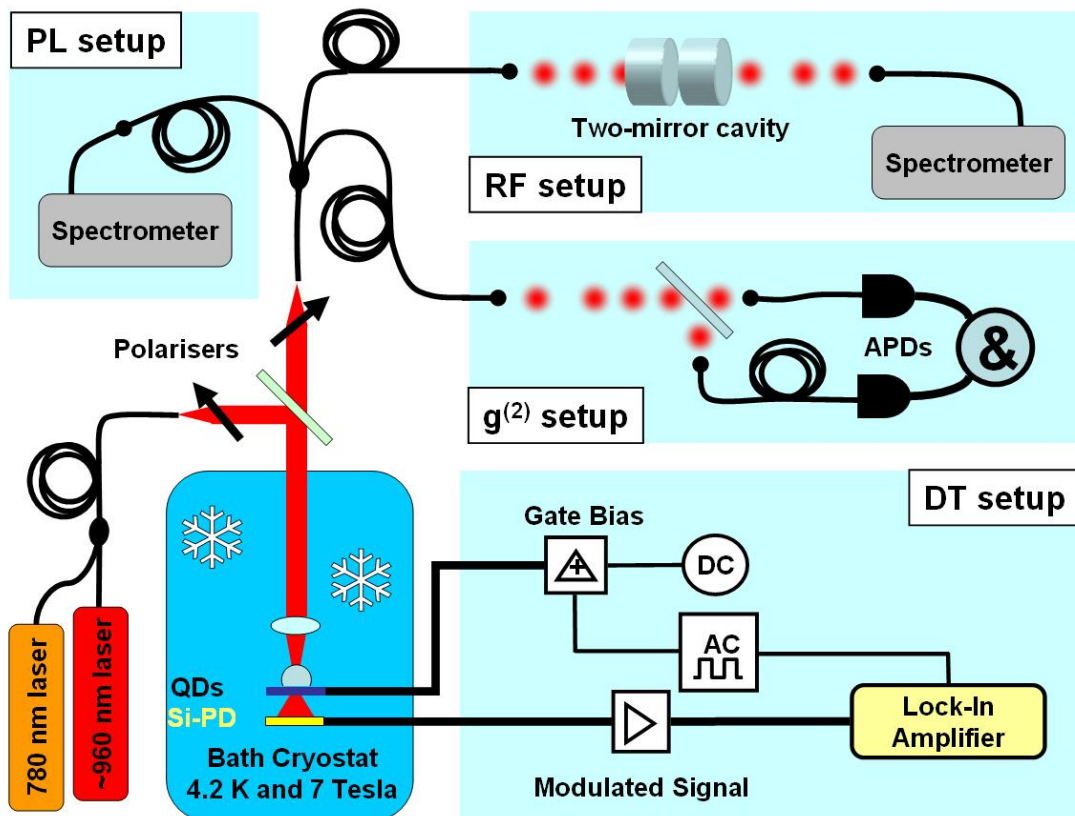 PL setup
Spectrometer
Two-mirror cavity
RF setup
Spectrometer
Polarisers
APDs
&
g(2) setup
DT setup
Gate Bias
+
DC
AC
780 nm laser
~960 nm laser
QDs
Si-PD
Bath Cryostat
4.2 K and 7 Tesla
Lock-In
Amplifier
Modulated Signal